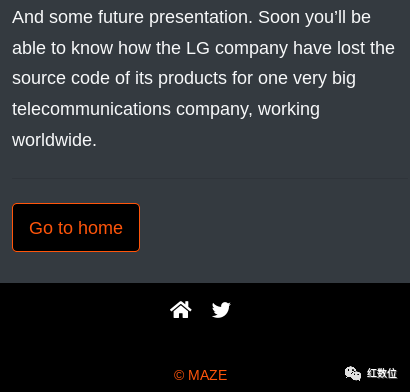 And some future presentation. Soon you’ll be
able to know how the LG company have lost the
source code of its products for one very big
telecommunications company, working
worldwide.
Go to home
© MAZE
红数位